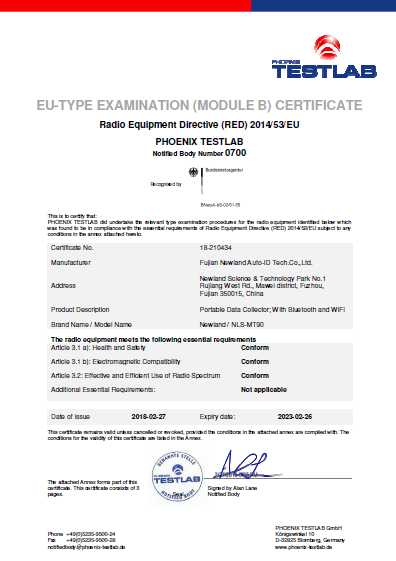 PHOENIX
TESTLAB
EU-TYPE EXAMINATION (MODULE B) CERTIFICATE
Radio Equipment Directive (RED) 2014/53/EU
PHOENIX TESTLAB
Notified Body Number 0700
Bundesnetzagentur
Recognised by
BNetzA-bS-02/51-55
This is to certify that:
PHOENIX TESTLAB did undertake the relevant type examination procedures for the radio equipment identified below which
was found to be in compliance with the essential requirements of Radio Equipment Directive (RED) 2014/53/EU subject to any
conditions in the annex attached hereto.
Certificate No. 18-210434
Manufacturer Fujian Newland Auto-ID Tech.Co.,Ltd.
Address Newland Science & Technology Park No.1
Rujiang West Rd., Mawei district, Fuzhou,
Fujian 350015, China
Product Description Portable Data Collector; With Bluetooth and WIFI
Brand Name / Model Name Newland / NLS-MT90
The radio equipment meets the following essential requirements
Article 3.1 a): Health and Safety Conform
Article 3.1 b): Electromagnetic Compatibility Conform
Article 3.2: Effective and Efficient Use of Radio Spectrum Conform
Additional Essential Requirements: Not applicable
Date of issue 2018-02-27 Expiry date: 2023-02-26
This certificate remains valid unless cancelled or revoked, provided the conditions in the attached annex are complied with. The
conditions for the validity of this certificate are listed in the Annex.
BENANNTE STELLE
PHOENIX
TESTLAB
Seal
The attached Annex forms part of this
certificate. This certificate consists of 3
pages.
Signed by Alan Lane
Notified Body
Phone +49(0)5235-9500-24
Fax +49(0)5235-9500-28
notifiedbody@phoenix-testlab.de
PHOENIX TESTLAB GmbH
Königswinkel 10
D-32825 Blomberg, Germany
www.phoenix-testlab.de